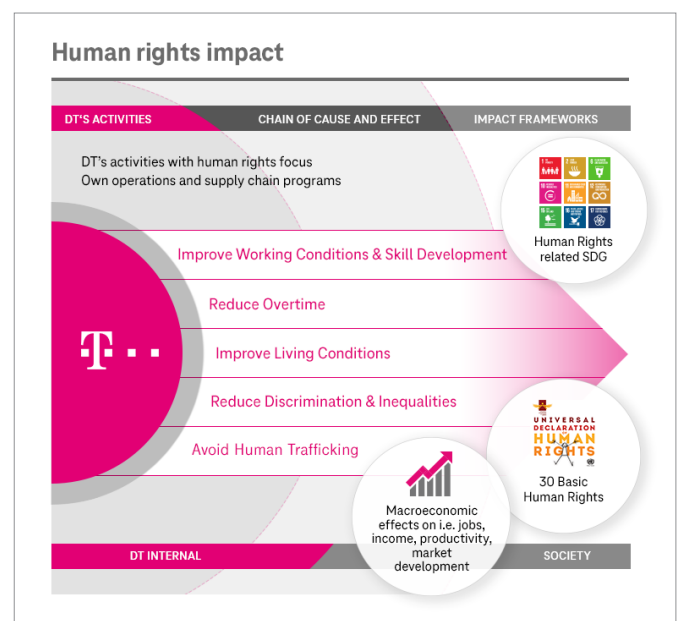 Human rights impact
DT'S ACTIVITIES
CHAIN OF CAUSE AND EFFECT
IMPACT FRAMEWORKS
DT's activities with human rights focus
Own operations and supply chain programs
Human Rights
related SDG
Improve Working Conditions & Skill Development
Reduce Overtime
Improve Living Conditions
Reduce Discrimination & Inequalities
Avoid Human Trafficking
T
UNIVERSAL
DECLARATION
OF
HUMAN
RIGHTS
30 Basic
Human Rights
Macroeconomic
effects on i.e. jobs,
income, productivity,
market
development
DT INTERNAL
SOCIETY